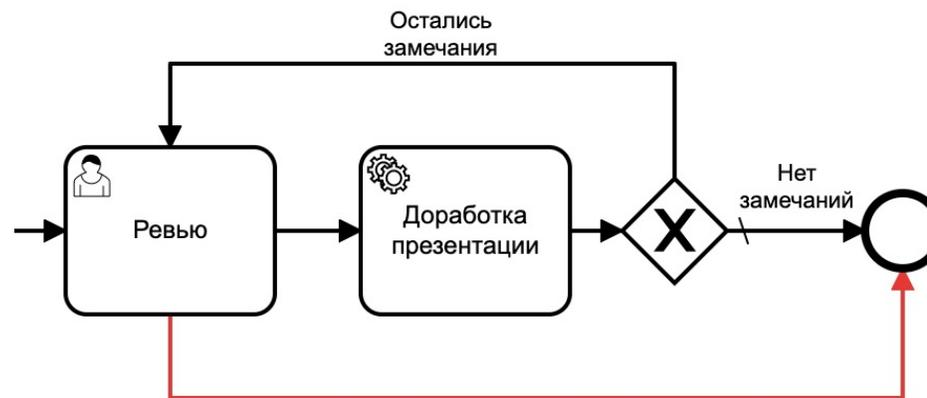 Остались
замечания
Ревью
Доработка
презентации
X
Нет
замечаний